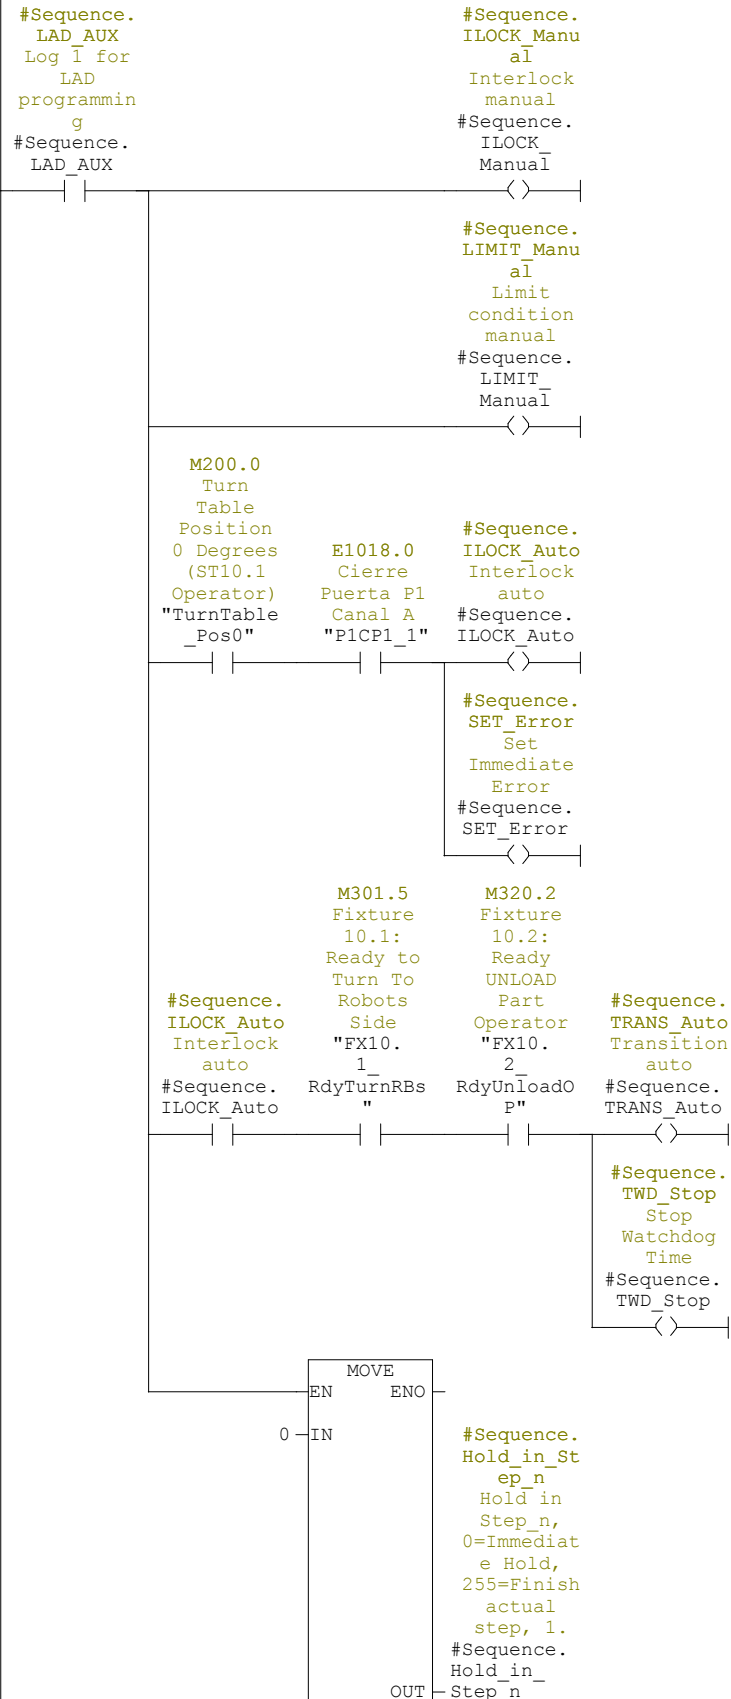 #Sequence.
LAD_AUX
Log 1 for
LAD
programmin
g
#Sequence.
LAD_AUX
#Sequence.
ILOCK_Manu
al
Interlock
manual
#Sequence.
ILOCK_
Manual
#Sequence.
LIMIT_Manu
al
Limit
condition
manual
#Sequence.
LIMIT_
Manual
M200.0
Turn
Table
Position
0 Degrees
(ST10.1
Operator)
"TurnTable
_Pos0"
E1018.0
Cierre
Puerta P1
Canal A
"P1CP1_1"
#Sequence.
ILOCK_Auto
Interlock
auto
#Sequence.
ILOCK_Auto
#Sequence.
SET_Error
Set
Immediate
Error
#Sequence.
SET_Error
#Sequence.
ILOCK_Auto
Interlock
auto
#Sequence.
ILOCK_Auto
M301.5
Fixture
10.1:
Ready to
Turn To
Robots
Side
"FX10.
1_
RdyTurnRBs
"
M320.2
Fixture
10.2:
Ready
UNLOAD
Part
Operator
"FX10.
2_
RdyUnloadO
P"
#Sequence.
TRANS_Auto
Transition
auto
#Sequence.
TRANS_Auto
#Sequence.
TWD_Stop
Stop
Watchdog
Time
#Sequence.
TWD_Stop
MOVE
EN ENO
0 IN
#Sequence.
Hold_in_St
ep_n
Hold in
Step_n,
0=Immediat
e Hold,
255=Finish
actual
step, 1.
#Sequence.
Hold_in_
OUT Step_n